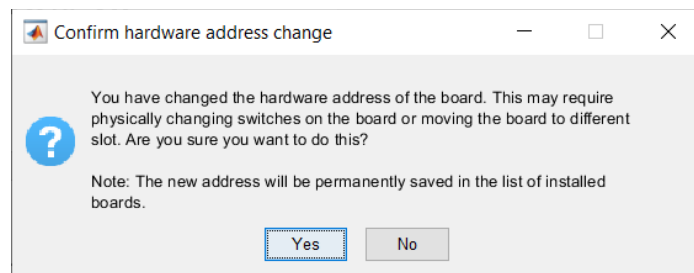 Confirm hardware address change
You have changed the hardware address of the board. This may require
physically changing switches on the board or moving the board to different
slot. Are you sure you want to do this?
Note: The new address will be permanently saved in the list of installed
boards.
Yes
No